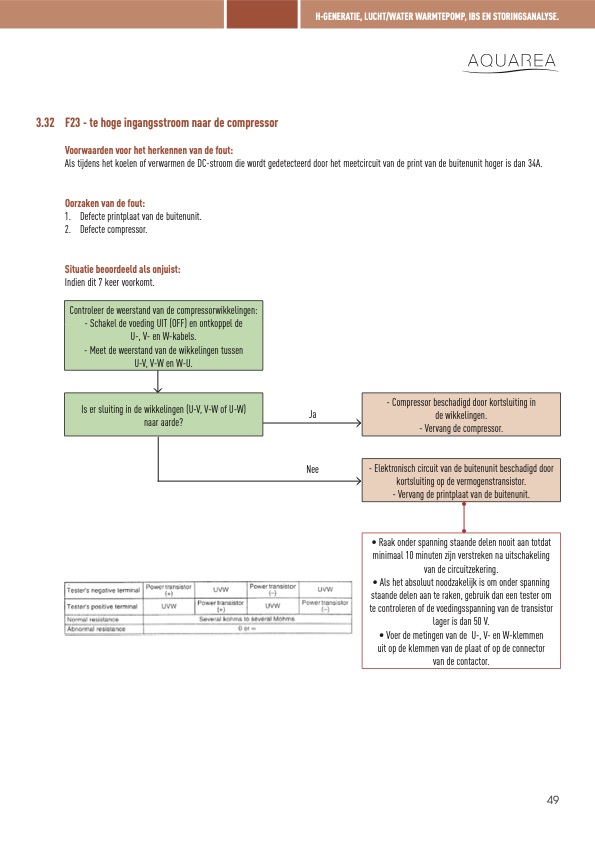 H-GENERATIE, LUCHT/WATER WARMTEPOMP, IBS EN STORINGSANALYSE.
AQUAREA
3.32 F23 - te hoge ingangsstroom naar de compressor
Voorwaarden voor het herkennen van de fout:
Als tijdens het koelen of verwarmen de DC-stroom die wordt gedetecteerd door het meetcircuit van de print van de buitenunit hoger is dan 34A.
Oorzaken van de fout:
1. Defecte printplaat van de buitenunit.
2. Defecte compressor.
Situatie beoordeeld als onjuist:
Indien dit 7 keer voorkomt.
Controleer de weerstand van de compressorwikkelingen:
- Schakel de voeding UIT (OFF) en ontkoppel de
U-, V- en W-kabels.
- Meet de weerstand van de wikkelingen tussen
U-V, V-W en W-U.
Is er sluiting in de wikkelingen (U-V, V-W of U-W)
naar aarde?
Ja
- Compressor beschadigd door kortsluiting in
de wikkelingen.
- Vervang de compressor.
Nee
- Elektronisch circuit van de buitenunit beschadigd door
kortsluiting op de vermogenstransistor.
- Vervang de printplaat van de buitenunit.
• Raak onder spanning staande delen nooit aan totdat
minimaal 10 minuten zijn verstreken na uitschakeling
van de circuitzekering.
• Als het absoluut noodzakelijk is om onder spanning
staande delen aan te raken, gebruik dan een tester om
te controleren of de voedingsspanning van de transistor
lager is dan 50 V.
• Voer de metingen van de U-, V- en W-klemmen
uit op de klemmen van de plaat of op de connector
van de contactor.
Tester's negative terminal Power transistor (+) UVW Power transistor (−) UVW
Tester's positive terminal UVW Power transistor (+) UVW Power transistor (−)
Normal resistance Several kohms to several Mohms
Abnormal resistance 0 or ∞
49